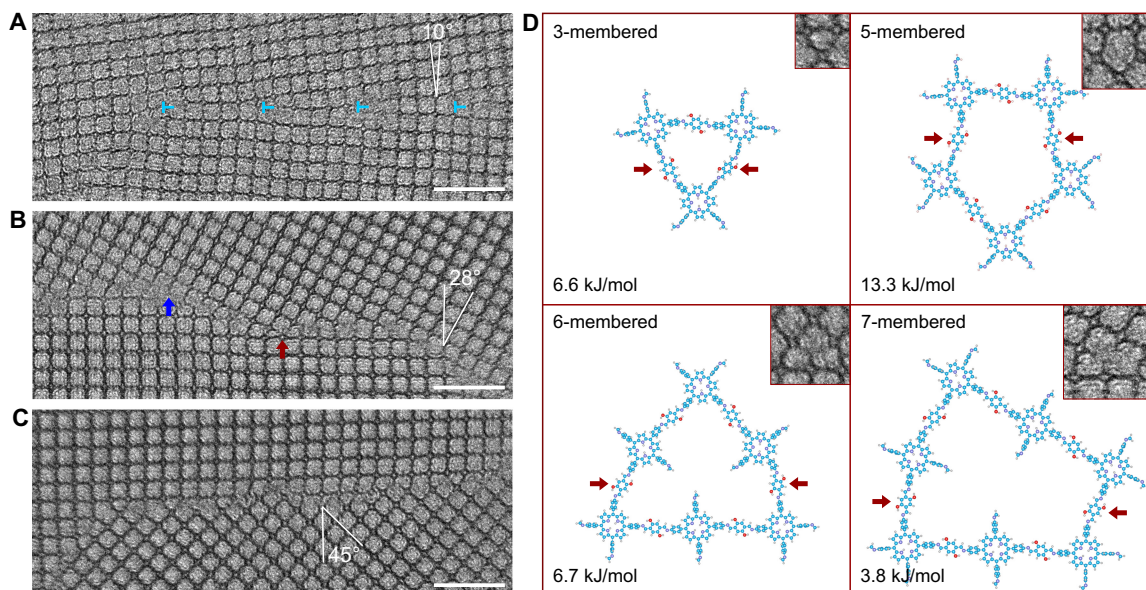 A
10°
B
28°
C
45°
D
3-membered
6.6 kJ/mol
5-membered
13.3 kJ/mol
6-membered
6.7 kJ/mol
7-membered
3.8 kJ/mol